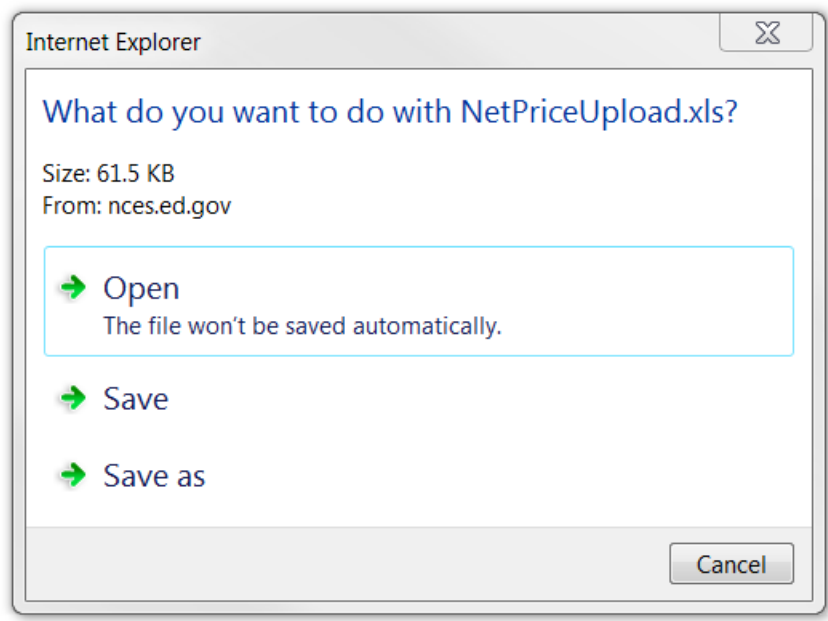 Internet Explorer
What do you want to do with NetPriceUpload.xls?
Size: 61.5 KB
From: nces.ed.gov
Open
The file won't be saved automatically.
Save
Save as
Cancel